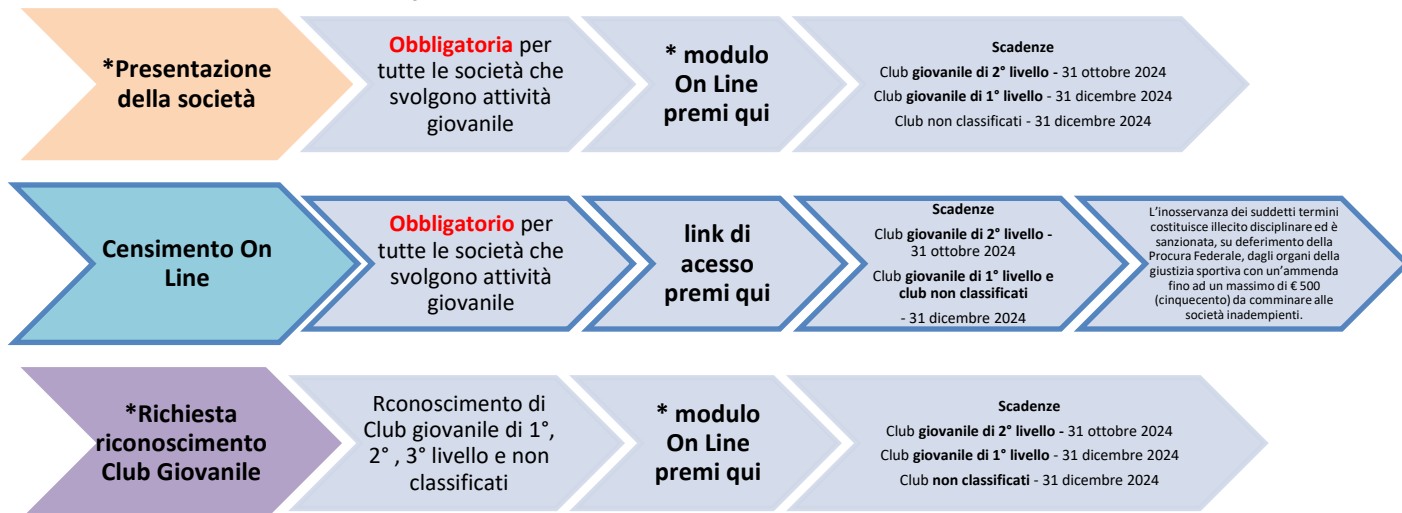 *Presentazione
della società
Obbligatoria per
tutte le società che
svolgono attività
giovanile
* modulo
On Line
premi qui
Scadenze
Club giovanile di 2° livello - 31 ottobre 2024
Club giovanile di 1° livello - 31 dicembre 2024
Club non classificati - 31 dicembre 2024
Censimento On
Line
Obbligatorio per
tutte le società che
svolgono attività
giovanile
link di
acesso
premi qui
Scadenze
Club giovanile di 2° livello -
31 ottobre 2024
Club giovanile di 1° livello e
club non classificati
- 31 dicembre 2024
L'inosservanza dei suddetti termini
costituisce illecito disciplinare ed è
sanzionata, su deferimento della
Procura Federale, dagli organi della
giustizia sportiva con un'ammenda
fino ad un massimo di € 500
(cinquecento) da comminare alle
società inadempienti.
*Richiesta
riconoscimento
Club Giovanile
Rconoscimento di
Club giovanile di 1°,
2° , 3° livello e non
classificati
* modulo
On Line
premi qui
Scadenze
Club giovanile di 2° livello - 31 ottobre 2024
Club giovanile di 1° livello - 31 dicembre 2024
Club non classificati - 31 dicembre 2024